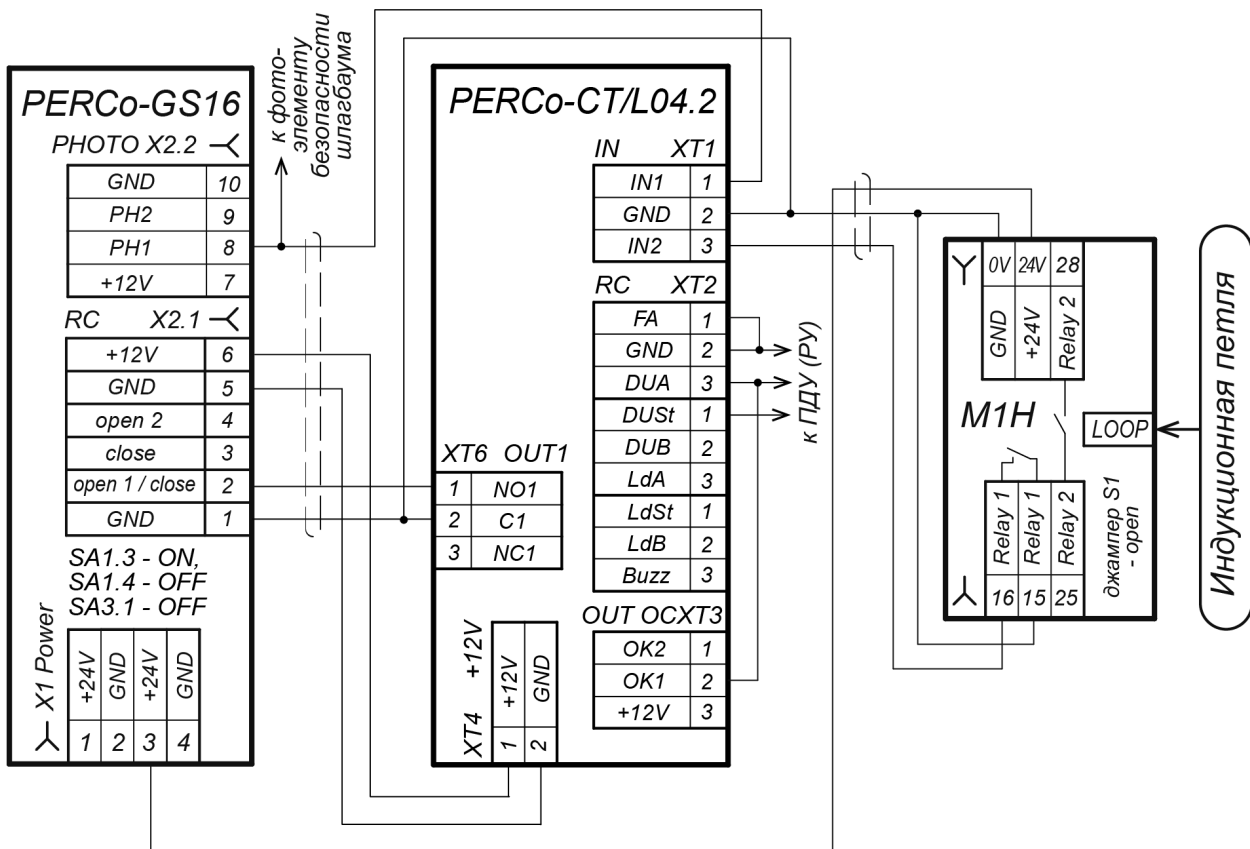 PERCo-GS16
PHOTO X2.2
GND 10
PH2 9
PH1 8
+12V 7
RC X2.1
+12V 6
GND 5
open 2 4
close 3
open 1 / close 2
GND 1
SA1.3 - ON,
SA1.4 - OFF
SA3.1 - OFF
X1 Power
+24V 1
GND 2
+24V 3
GND 4
к фото-
элементу
безопасности
шлагбаума
PERCo-CT/L04.2
IN XT1
IN1 1
GND 2
IN2 3
RC XT2
FA 1
GND 2
DUA 3
DUSt 1
DUB 2
LdA 3
LdSt 1
LdB 2
Buzz 3
XT6 OUT1
1 NO1
2 C1
3 NC1
OUT OCXT3
OK2 1
OK1 2
+12V 3
XT4 +12V
1 +12V
2 GND
к ПДУ (РУ)
0V 24V 28
GND
+24V
Relay 2
M1H
LOOP
Relay 1
Relay 1
Relay 2
16 15 25
джампер S1
- open
Индукционная петля